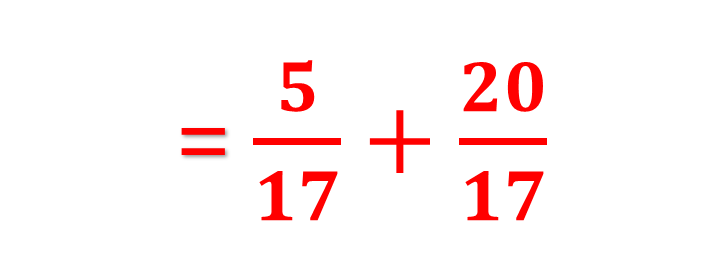 = 5/17 + 20/17